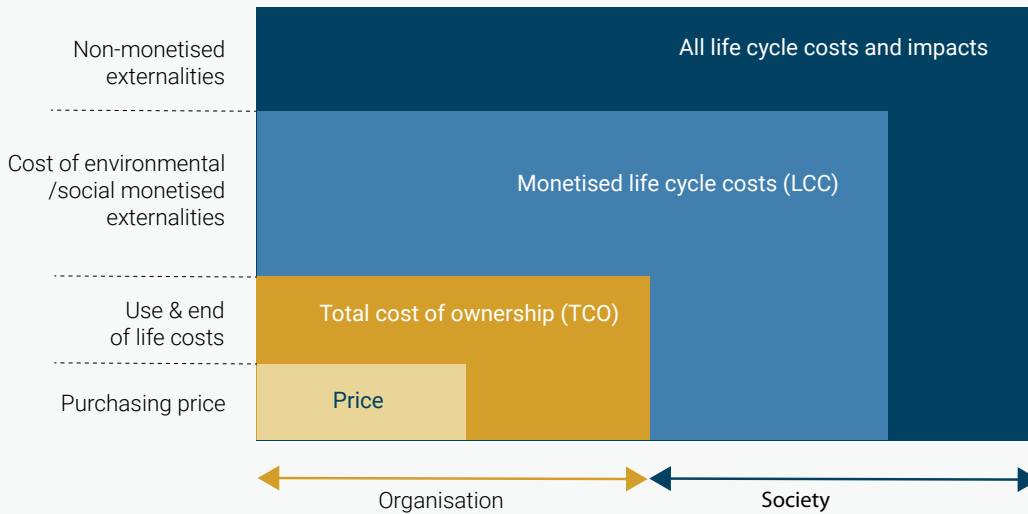 Non-monetised
externalities
All life cycle costs and impacts
Cost of environmental
/social monetised
externalities
Monetised life cycle costs (LCC)
Use & end
of life costs
Total cost of ownership (TCO)
Purchasing price
Price
Organisation
Society